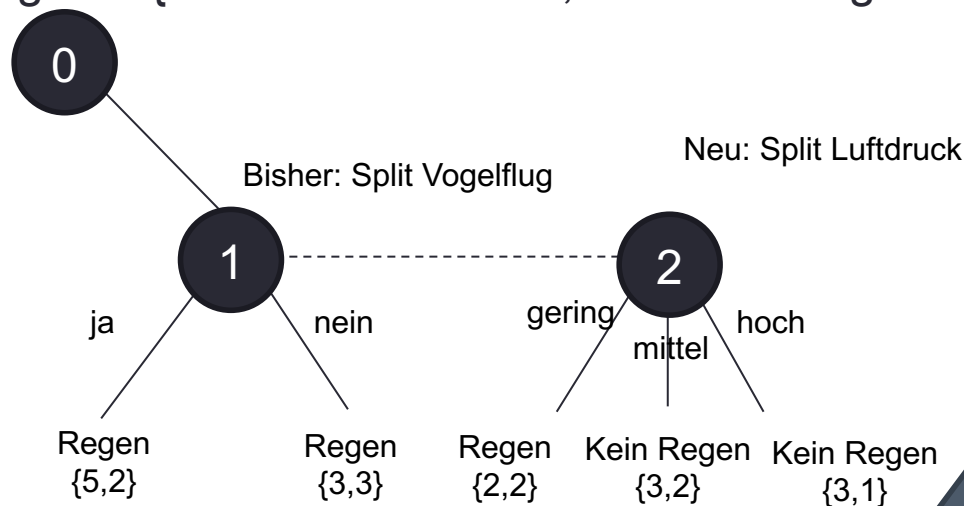 0
Bisher: Split Vogelflug
Neu: Split Luftdruck
1
2
ja
nein
gering
mittel
hoch
Regen
{5,2}
Regen
{3,3}
Regen
{2,2}
Kein Regen
{3,2}
Kein Regen
{3,1}